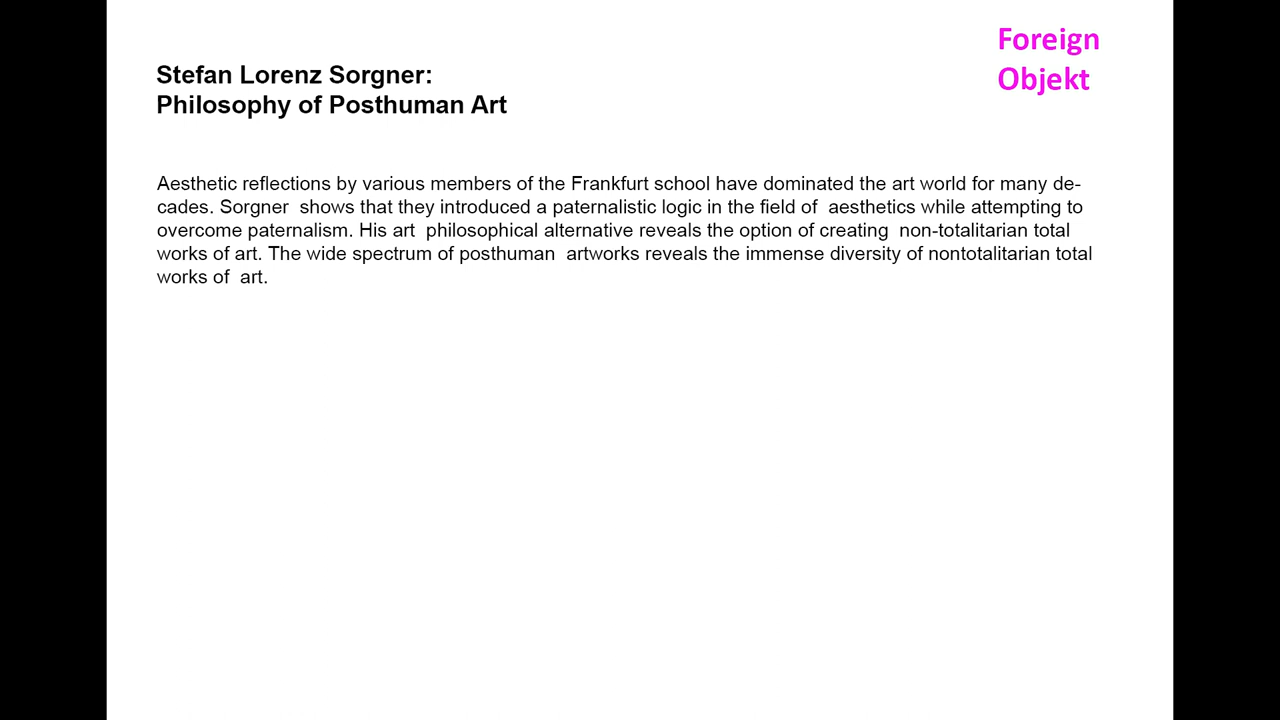 Foreign
Objekt
Stefan Lorenz Sorgner:
Philosophy of Posthuman Art
Aesthetic reflections by various members of the Frankfurt school have dominated the art world for many de-
cades. Sorgner  shows that they introduced a paternalistic logic in the field of  aesthetics while attempting to
overcome paternalism. His art  philosophical alternative reveals the option of creating  non-totalitarian total
works of art. The wide spectrum of posthuman  artworks reveals the immense diversity of nontotalitarian total
works of  art.